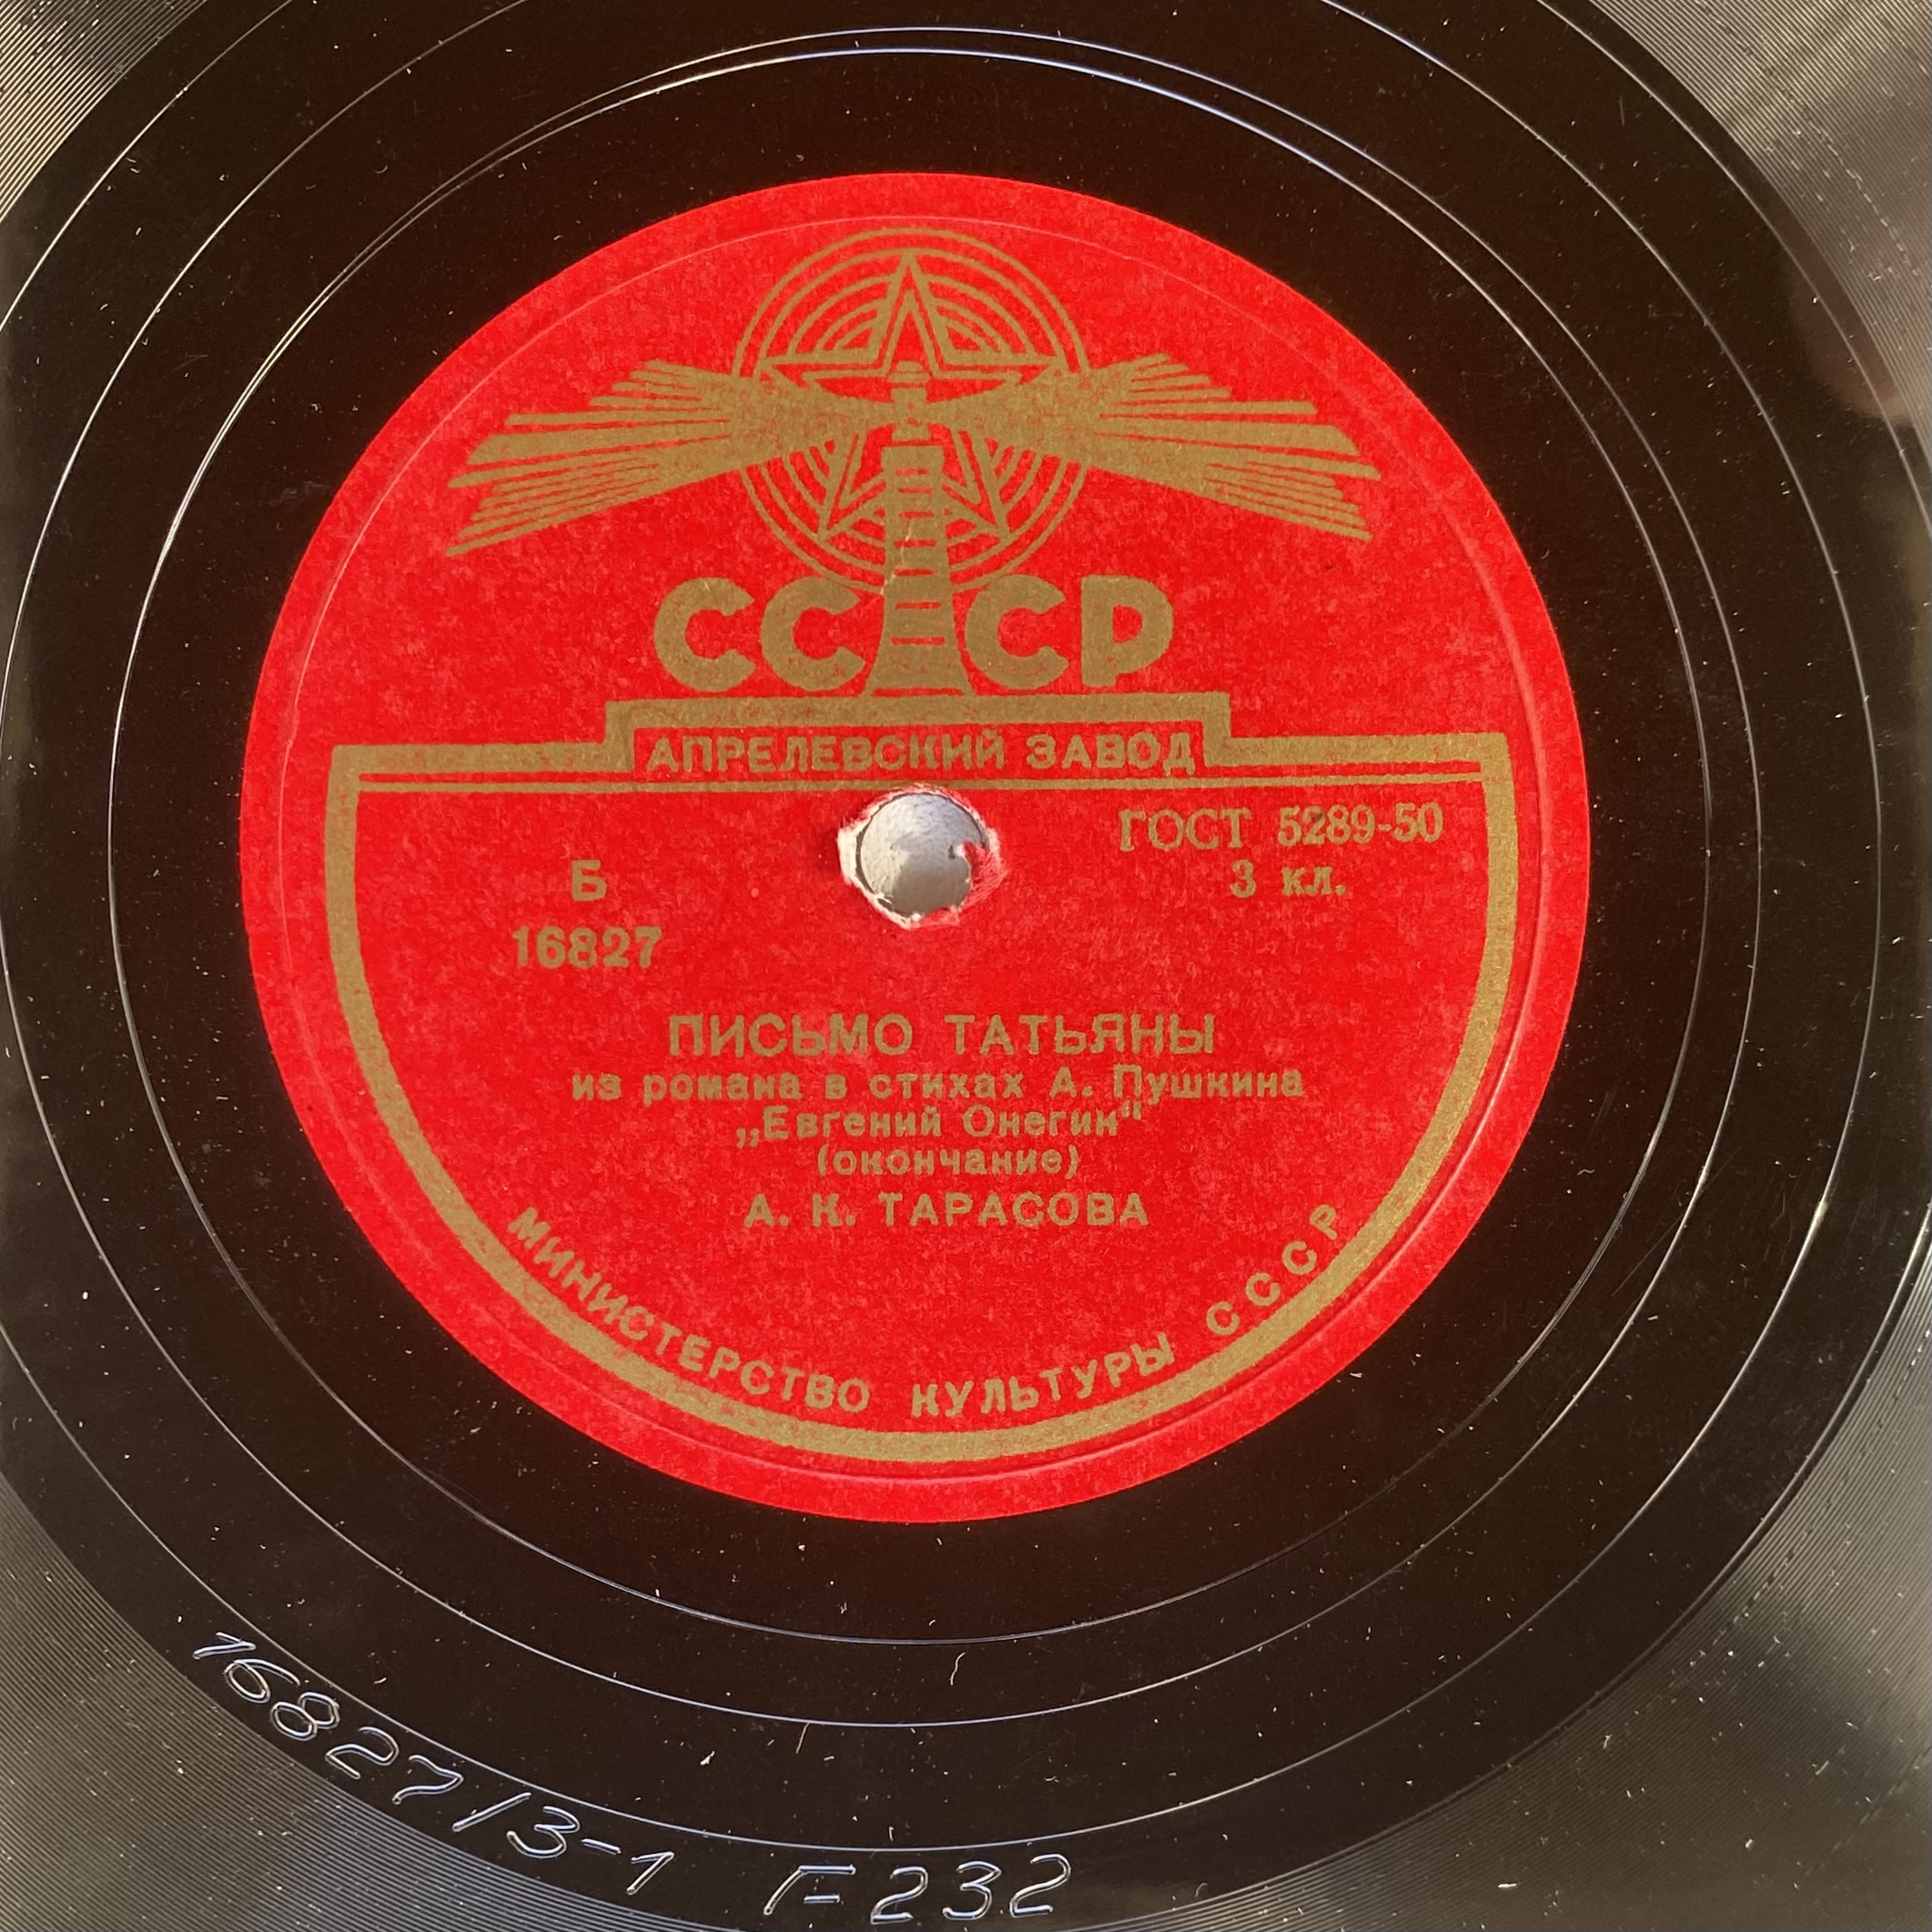 СССР
АПРЕЛЕВСКИЙ ЗАВОД
ГОСТ 5289-50
3 кл.
Б
16827
ПИСЬМО ТАТЬЯНЫ
из романа в стихах А. Пушкина
„Евгений Онегин"
(окончание)
А. К. ТАРАСОВА
МИНИСТЕРСТВО КУЛЬТУРЫ СССР
16827/3-1 F232